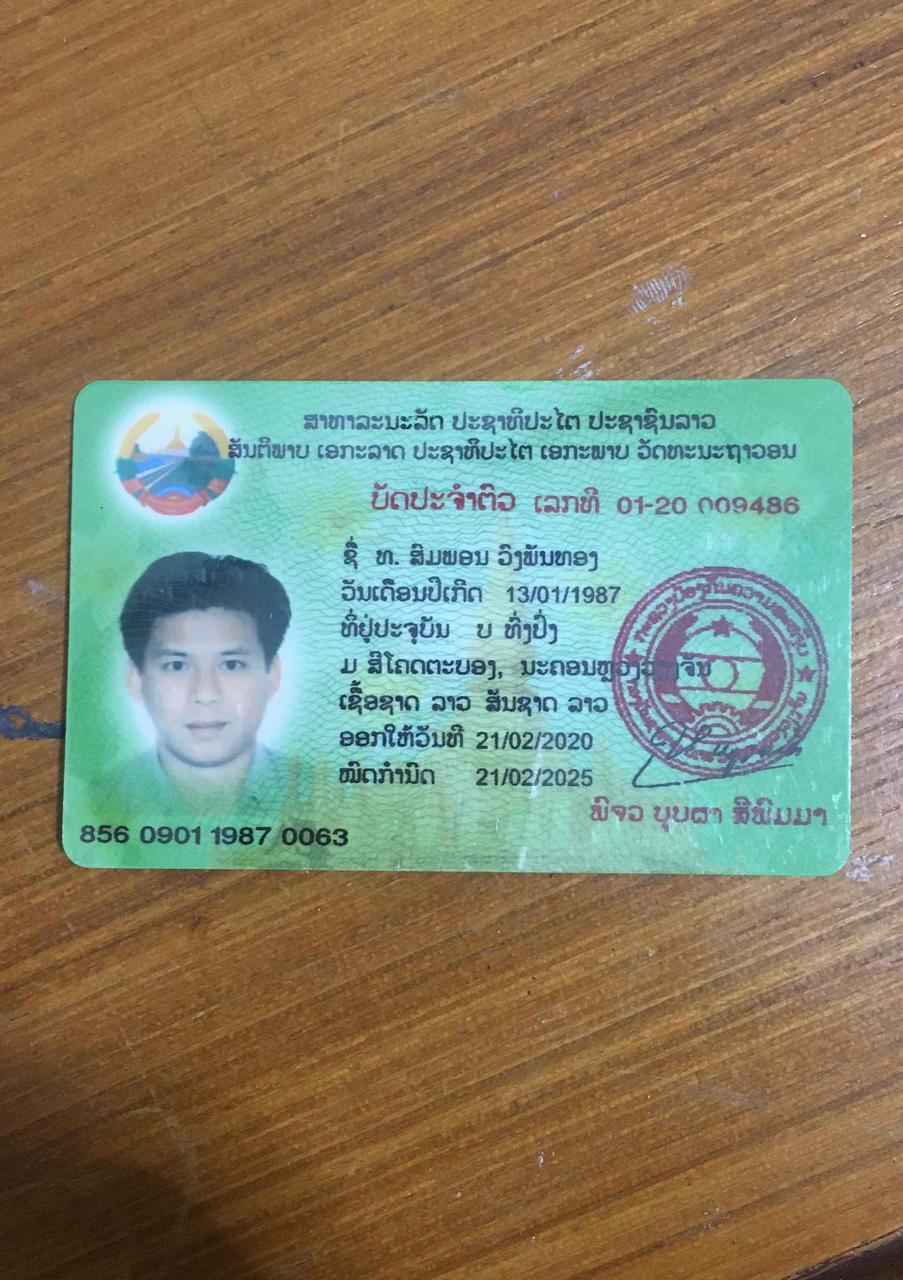 ສາທາລະນະລັດ ປະຊາທິປະໄຕ ປະຊາຊົນລາວ
ສັນຕິພາບ ເອກະລາດ ປະຊາທິປະໄຕ ເອກະພາບ ວັດທະນະຖາວອນ
ບັດປະຈຳຕົວ ເລກທີ 01-20 009486
ຊື່ ທ. ສົມພອນ ວົງພັນທອງ
ວັນເດືອນປີເກີດ 13/01/1987
ທີ່ຢູ່ປະຈຸບັນ ບ ທົ່ງປົ່ງ
ມ ສີໂຄດຕະບອງ, ນະຄອນຫຼວງວຽງຈັນ
ເຊື້ອຊາດ ລາວ ສັນຊາດ ລາວ
ອອກໃຫ້ວັນທີ 21/02/2020
ໝົດກຳນົດ 21/02/2025
ພົຈວ ບຸບຜາ ສີພົມມາ
856 0901 1987 0063